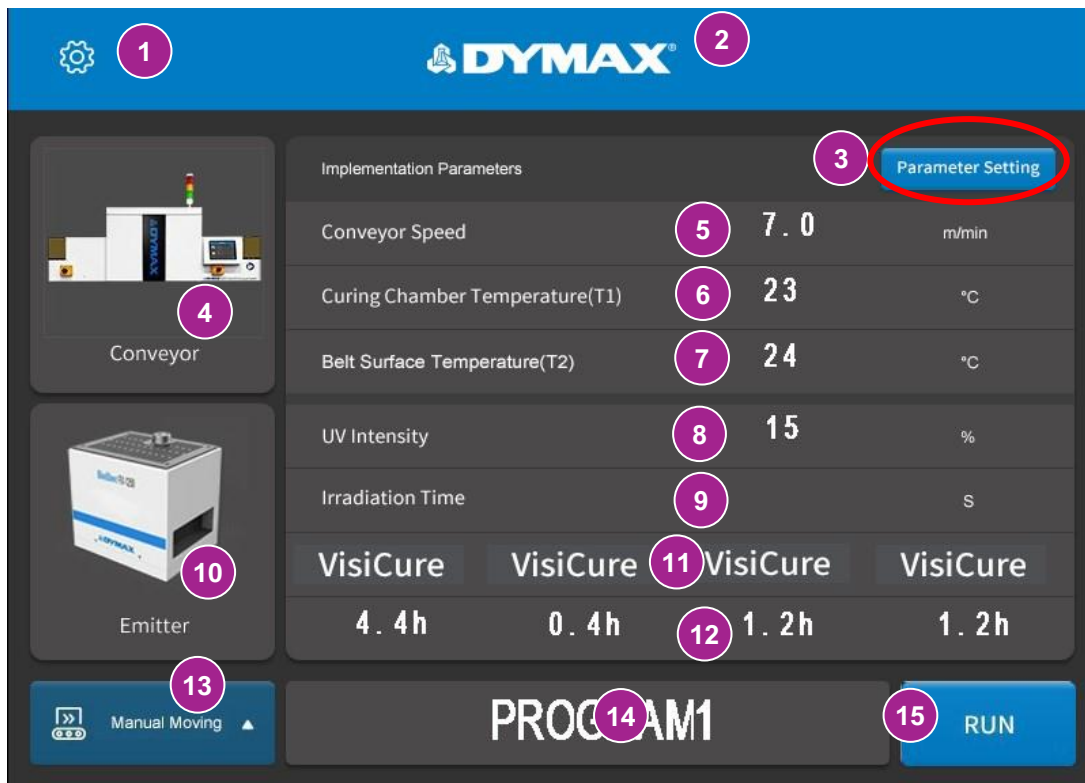 1
DYMAX®
2
Implementation Parameters
3
Parameter Setting
DYMAX
4
Conveyor
Conveyor Speed
5
7.0
m/min
Curing Chamber Temperature(T1)
6
23
°C
Belt Surface Temperature(T2)
7
24
°C
DYMAX
10
Emitter
UV Intensity
8
15
%
Irradiation Time
9
S
VisiCure VisiCure 11 VisiCure VisiCure
4.4h 0.4h 12 1.2h 1.2h
13
Manual Moving
PROGRAM1
14
15
RUN